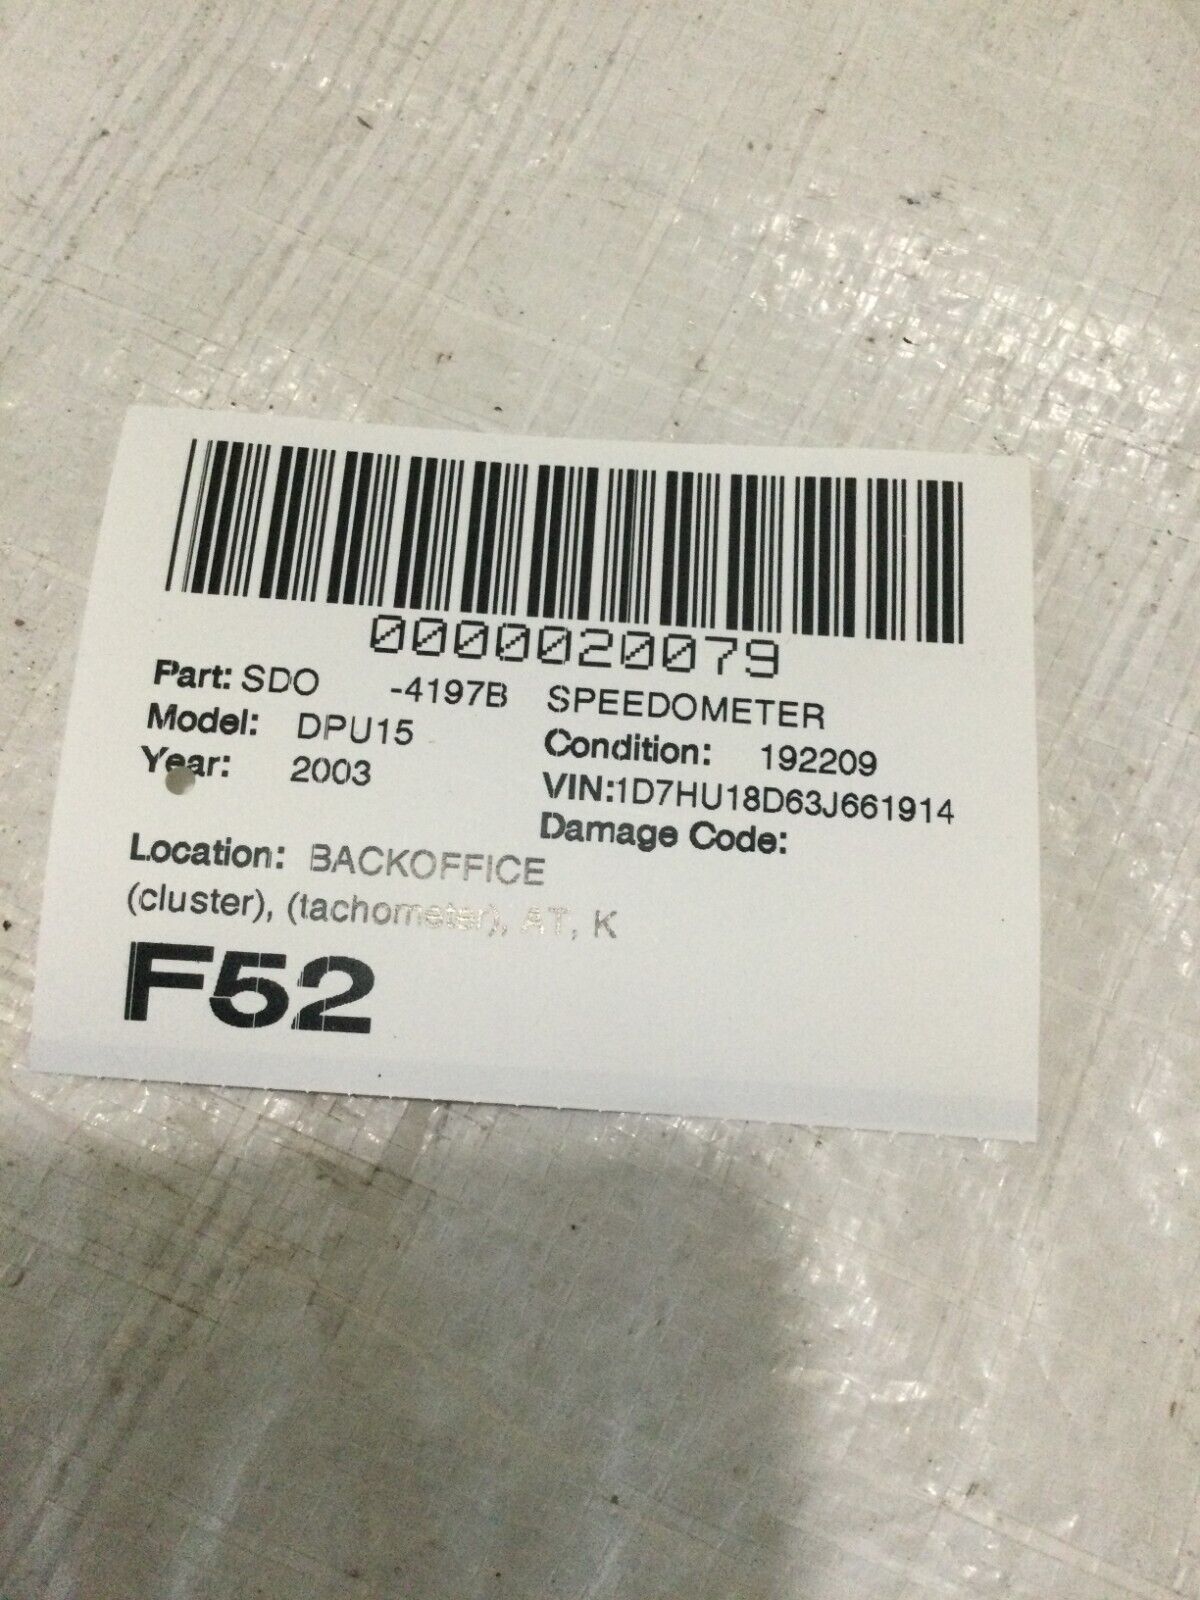 0000020079
Part: SDO -4197B SPEEDOMETER
Model: DPU15 Condition: 192209
Year: 2003 VIN:1D7HU18D63J661914
Damage Code:
Location: BACKOFFICE
(cluster), (tachometer), AT, K
F52